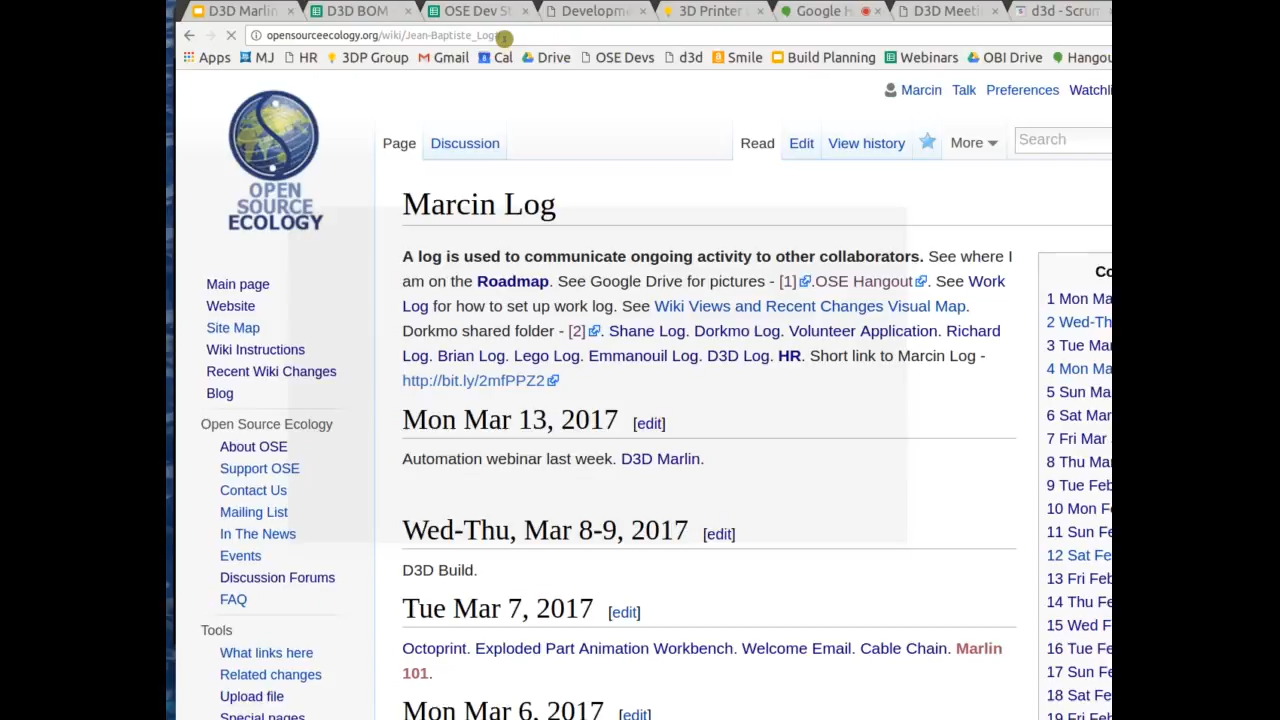 D3D Marlin
D3D BOM
OSE Dev St
Developm
3D Printer
Google H
D3D Meeti
d3d - Scrum
opensourceecology.org/wiki/Jean-Baptiste_Log
Apps MJ HR 3DP Group Gmail Cal Drive OSE Devs d3d Smile Build Planning Webinars OBI Drive Hangou
Marcin Talk Preferences Watchli
Page Discussion Read Edit View history More Search
OPEN
SOURCE
ECOLOGY
Main page
Website
Site Map
Wiki Instructions
Recent Wiki Changes
Blog
Open Source Ecology
About OSE
Support OSE
Contact Us
Mailing List
In The News
Events
Discussion Forums
FAQ
Tools
What links here
Related changes
Upload file
Special pages
Marcin Log
A log is used to communicate ongoing activity to other collaborators. See where I
am on the Roadmap. See Google Drive for pictures - [1].OSE Hangout. See Work
Log for how to set up work log. See Wiki Views and Recent Changes Visual Map.
Dorkmo shared folder - [2]. Shane Log. Dorkmo Log. Volunteer Application. Richard
Log. Brian Log. Lego Log. Emmanouil Log. D3D Log. HR. Short link to Marcin Log -
http://bit.ly/2mfPPZ2
Mon Mar 13, 2017 [edit]
Automation webinar last week. D3D Marlin.
Wed-Thu, Mar 8-9, 2017 [edit]
D3D Build.
Tue Mar 7, 2017 [edit]
Octoprint. Exploded Part Animation Workbench. Welcome Email. Cable Chain. Marlin
101.
Mon Mar 6, 2017 [edit]
Co
1 Mon Ma
2 Wed-Th
3 Tue Mar
4 Mon Ma
5 Sun Mar
6 Sat Mar
7 Fri Mar
8 Thu Ma
9 Tue Feb
10 Mon F
11 Sun Fe
12 Sat Fe
13 Fri Feb
14 Thu Fe
15 Wed F
16 Tue Fe
17 Sun Fe
18 Sat Fe
19 Fri Feb